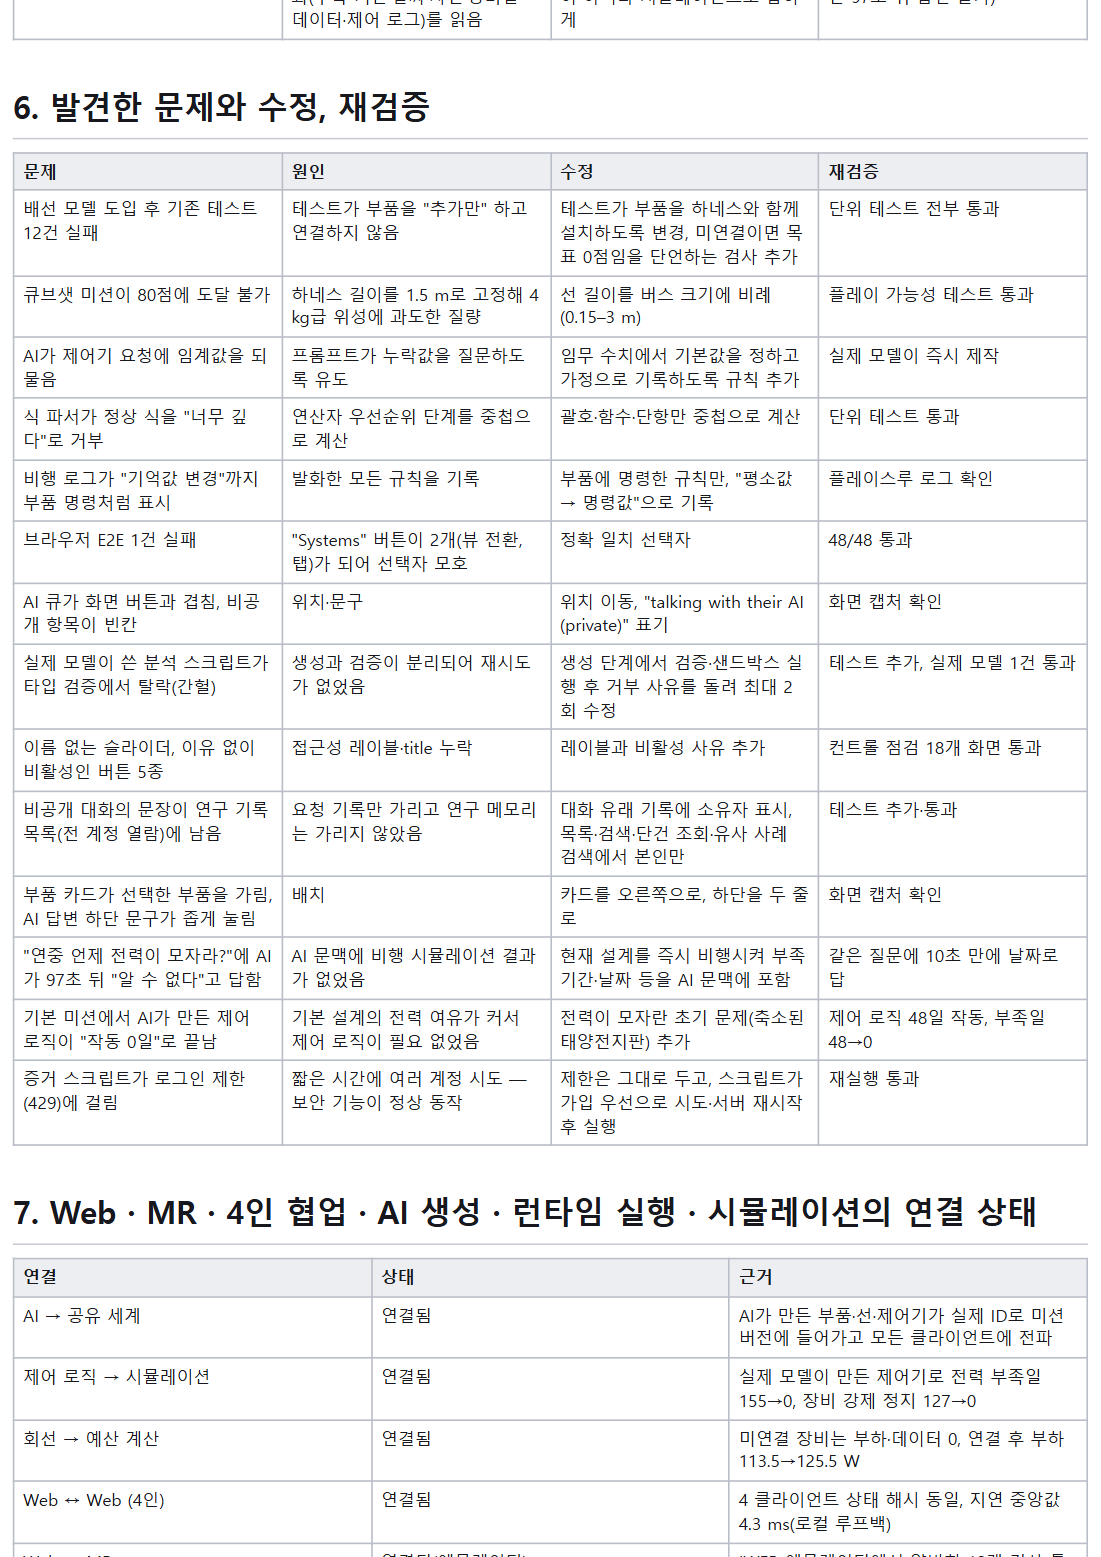 데이터·제어 로그)를 읽음
게
6. 발견한 문제와 수정, 재검증
문제
원인
수정
재검증
배선 모델 도입 후 기존 테스트
12건 실패
테스트가 부품을 "추가만" 하고
연결하지 않음
테스트가 부품을 하네스와 함께
설치하도록 변경, 미연결이면 목
표 0점임을 단언하는 검사 추가
단위 테스트 전부 통과
큐브샛 미션이 80점에 도달 불가
하네스 길이를 1.5 m로 고정해 4
kg급 위성에 과도한 질량
선 길이를 버스 크기에 비례
(0.15–3 m)
플레이 가능성 테스트 통과
AI가 제어기 요청에 임계값을 되
물음
프롬프트가 누락값을 질문하도
록 유도
임무 수치에서 기본값을 정하고
가정으로 기록하도록 규칙 추가
실제 모델이 즉시 제작
식 파서가 정상 식을 "너무 깊
다"로 거부
연산자 우선순위 단계를 중첩으
로 계산
괄호·함수·단항만 중첩으로 계산
단위 테스트 통과
비행 로그가 "기억값 변경"까지
부품 명령처럼 표시
발화한 모든 규칙을 기록
부품에 명령한 규칙만, "평소값
→ 명령값"으로 기록
플레이스루 로그 확인
브라우저 E2E 1건 실패
"Systems" 버튼이 2개(뷰 전환,
탭)가 되어 선택자 모호
정확 일치 선택자
48/48 통과
AI 큐가 화면 버튼과 겹침, 비공
개 항목이 빈칸
위치·문구
위치 이동, "talking with their AI
(private)" 표기
화면 캡처 확인
실제 모델이 쓴 분석 스크립트가
타입 검증에서 탈락(간헐)
생성과 검증이 분리되어 재시도
가 없었음
생성 단계에서 검증·샌드박스 실
행 후 거부 사유를 돌려 최대 2
회 수정
테스트 추가, 실제 모델 1건 통과
이름 없는 슬라이더, 이유 없이
비활성인 버튼 5종
접근성 레이블·title 누락
레이블과 비활성 사유 추가
컨트롤 점검 18개 화면 통과
비공개 대화의 문장이 연구 기록
목록(전 계정 열람)에 남음
요청 기록만 가리고 연구 메모리
는 가리지 않았음
대화 유래 기록에 소유자 표시,
목록·검색·단건 조회·유사 사례
검색에서 본인만
테스트 추가·통과
부품 카드가 선택한 부품을 가림,
AI 답변 하단 문구가 좁게 눌림
배치
카드를 오른쪽으로, 하단을 두 줄
로
화면 캡처 확인
"연중 언제 전력이 모자라?"에 AI
가 97초 뒤 "알 수 없다"고 답함
AI 문맥에 비행 시뮬레이션 결과
가 없었음
현재 설계를 즉시 비행시켜 부족
기간·날짜 등을 AI 문맥에 포함
같은 질문에 10초 만에 날짜로
답
기본 미션에서 AI가 만든 제어
로직이 "작동 0일"로 끝남
기본 설계의 전력 여유가 커서
제어 로직이 필요 없었음
전력이 모자란 초기 문제(축소된
태양전지판) 추가
제어 로직 48일 작동, 부족일
48→0
증거 스크립트가 로그인 제한
(429)에 걸림
짧은 시간에 여러 계정 시도 —
보안 기능이 정상 동작
제한은 그대로 두고, 스크립트가
가입 우선으로 시도·서버 재시작
후 실행
재실행 통과
7. Web · MR · 4인 협업 · AI 생성 · 런타임 실행 · 시뮬레이션의 연결 상태
연결
상태
근거
AI → 공유 세계
연결됨
AI가 만든 부품·선·제어기가 실제 ID로 미션
버전에 들어가고 모든 클라이언트에 전파
제어 로직 → 시뮬레이션
연결됨
실제 모델이 만든 제어기로 전력 부족일
155→0, 장비 강제 정지 127→0
회선 → 예산 계산
연결됨
미연결 장비는 부하·데이터 0, 연결 후 부하
113.5→125.5 W
Web ↔ Web (4인)
연결됨
4 클라이언트 상태 해시 동일, 지연 중앙값
4.3 ms(로컬 루프백)